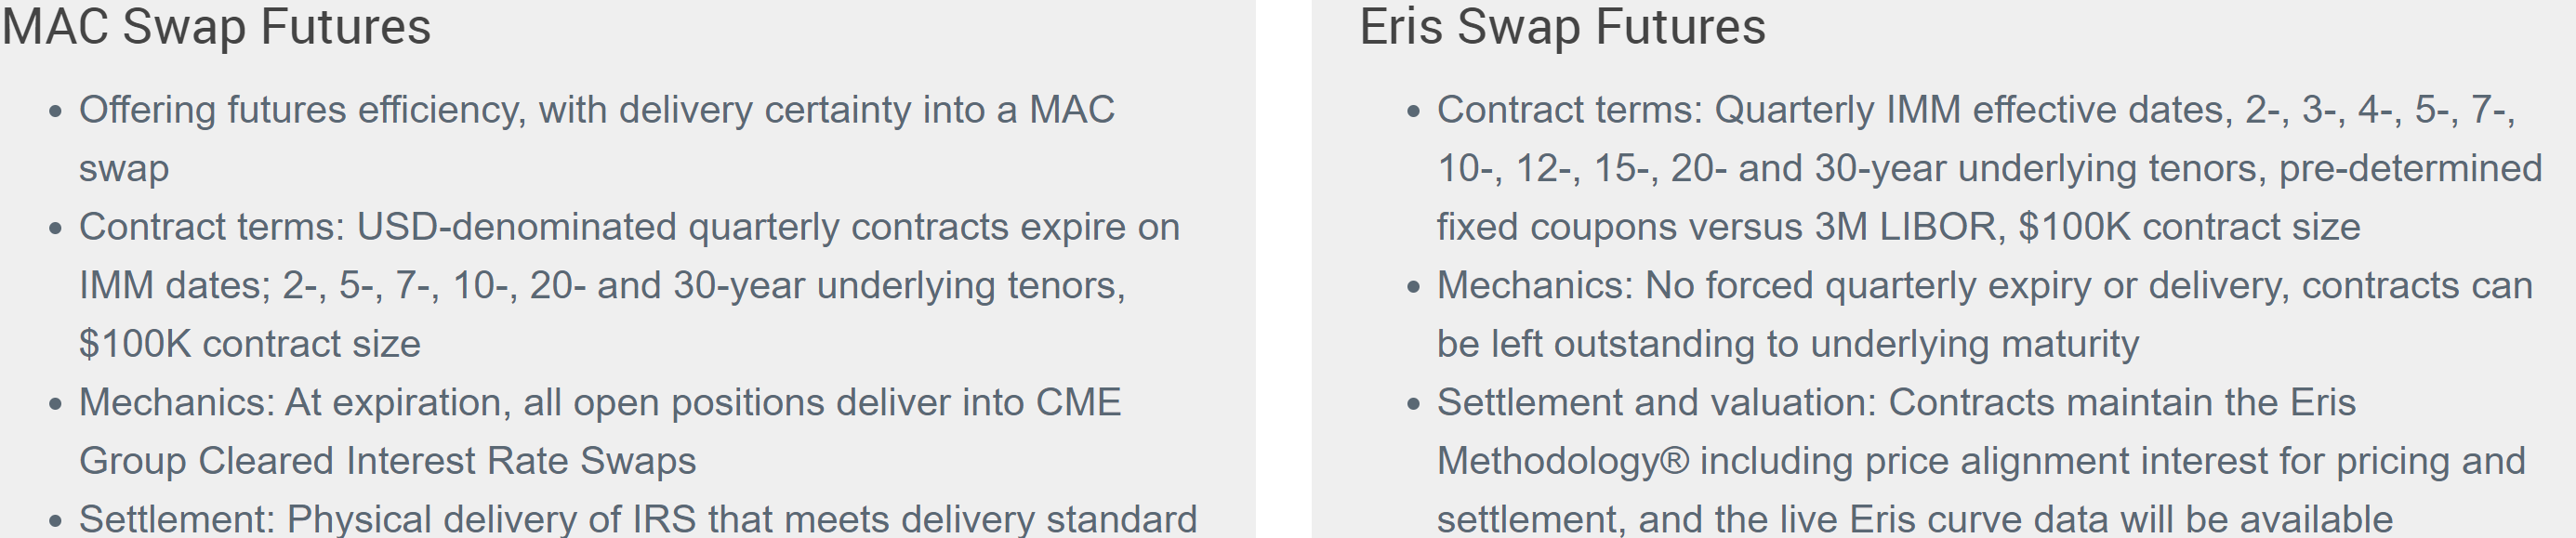 MAC Swap Futures
• Offering futures efficiency, with delivery certainty into a MAC
swap
• Contract terms: USD-denominated quarterly contracts expire on
IMM dates; 2-, 5-, 7-, 10-, 20- and 30-year underlying tenors,
$100K contract size
• Mechanics: At expiration, all open positions deliver into CME
Group Cleared Interest Rate Swaps
• Settlement: Physical delivery of IRS that meets delivery standard
Eris Swap Futures
• Contract terms: Quarterly IMM effective dates, 2-, 3-, 4-, 5-, 7-,
10-, 12-, 15-, 20- and 30-year underlying tenors, pre-determined
fixed coupons versus 3M LIBOR, $100K contract size
• Mechanics: No forced quarterly expiry or delivery, contracts can
be left outstanding to underlying maturity
• Settlement and valuation: Contracts maintain the Eris
Methodology® including price alignment interest for pricing and
settlement, and the live Eris curve data will be available